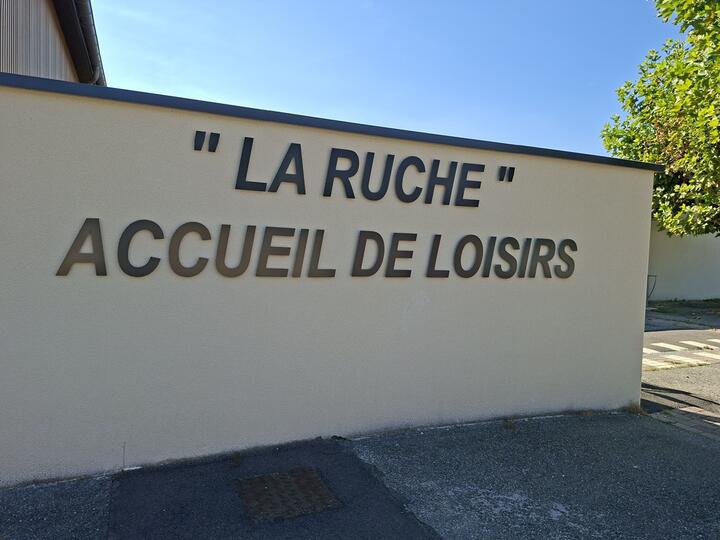 " LA RUCHE "
ACCUEIL DE LOISIRS